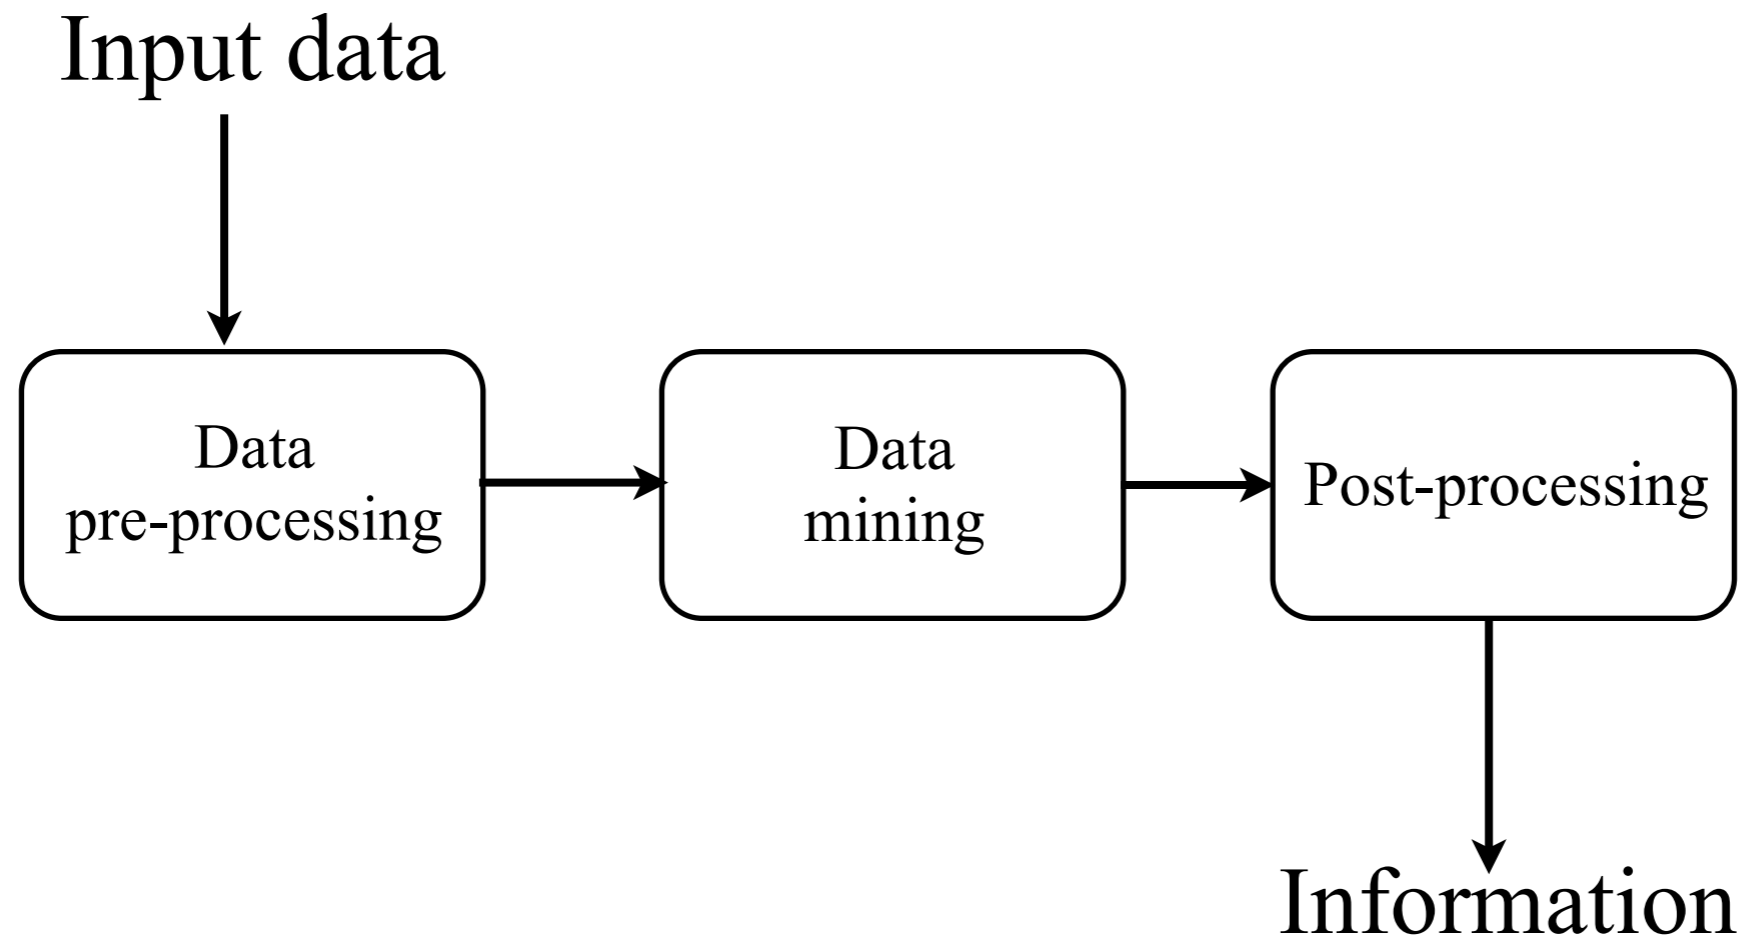 Input data
Data
pre-processing
Data
mining
Post-processing
Information